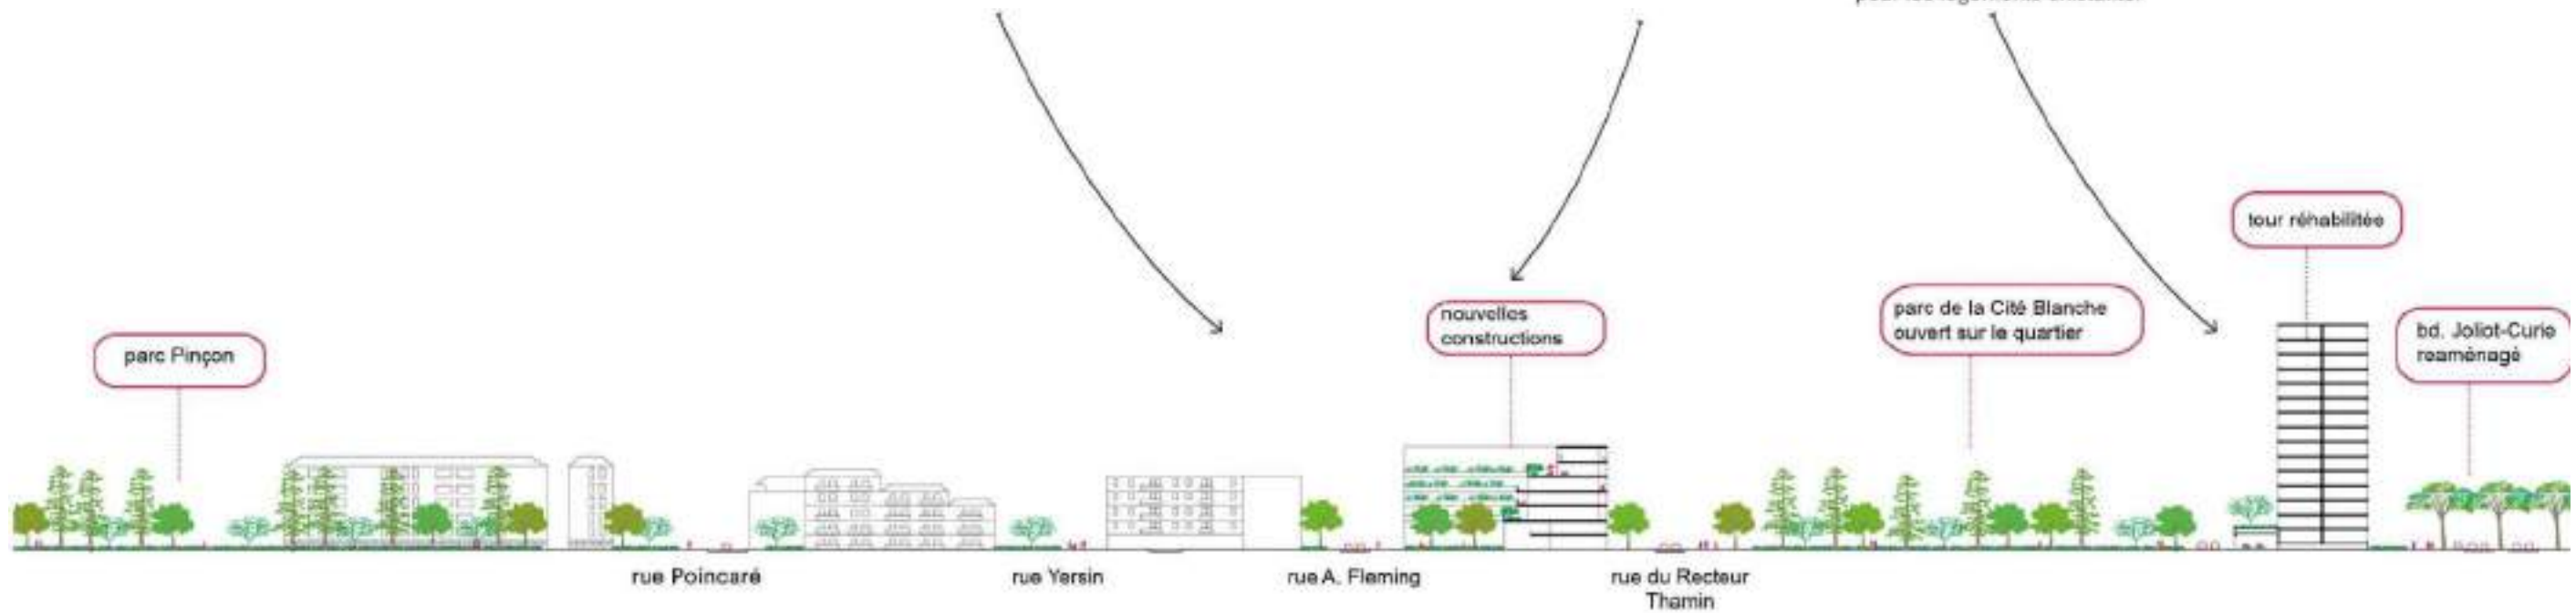 tour réhabilitée
parc de la Cité Blanche
ouvert sur le quartier
nouvelles
constructions
bd. Joliot-Curie
reaménagé
parc Pinçon
rue Poincaré
rue Yersin
rue A. Fleming
rue du Recteur
Thamin